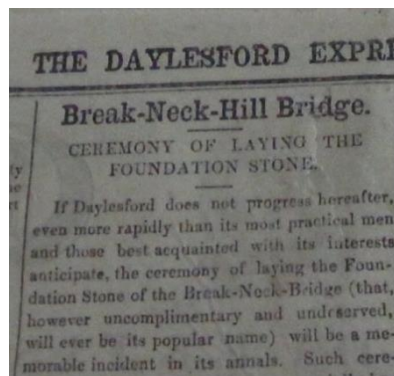 THE DAYLESFORD EXPRE
Break-Neck-Hill Bridge.
CEREMONY OF LAYING THE
FOUNDATION STONE.
If Daylesford does not progress hereafter,
even more rapidly than its most practical men
and those best acquainted with its interests
anticipate, the ceremony of laying the Foun-
dation Stone of the Break-Neck-Bridge (that,
however uncomplimentary and undeserved,
will ever be its popular name) will be a me-
morable incident in its annals. Such cere-